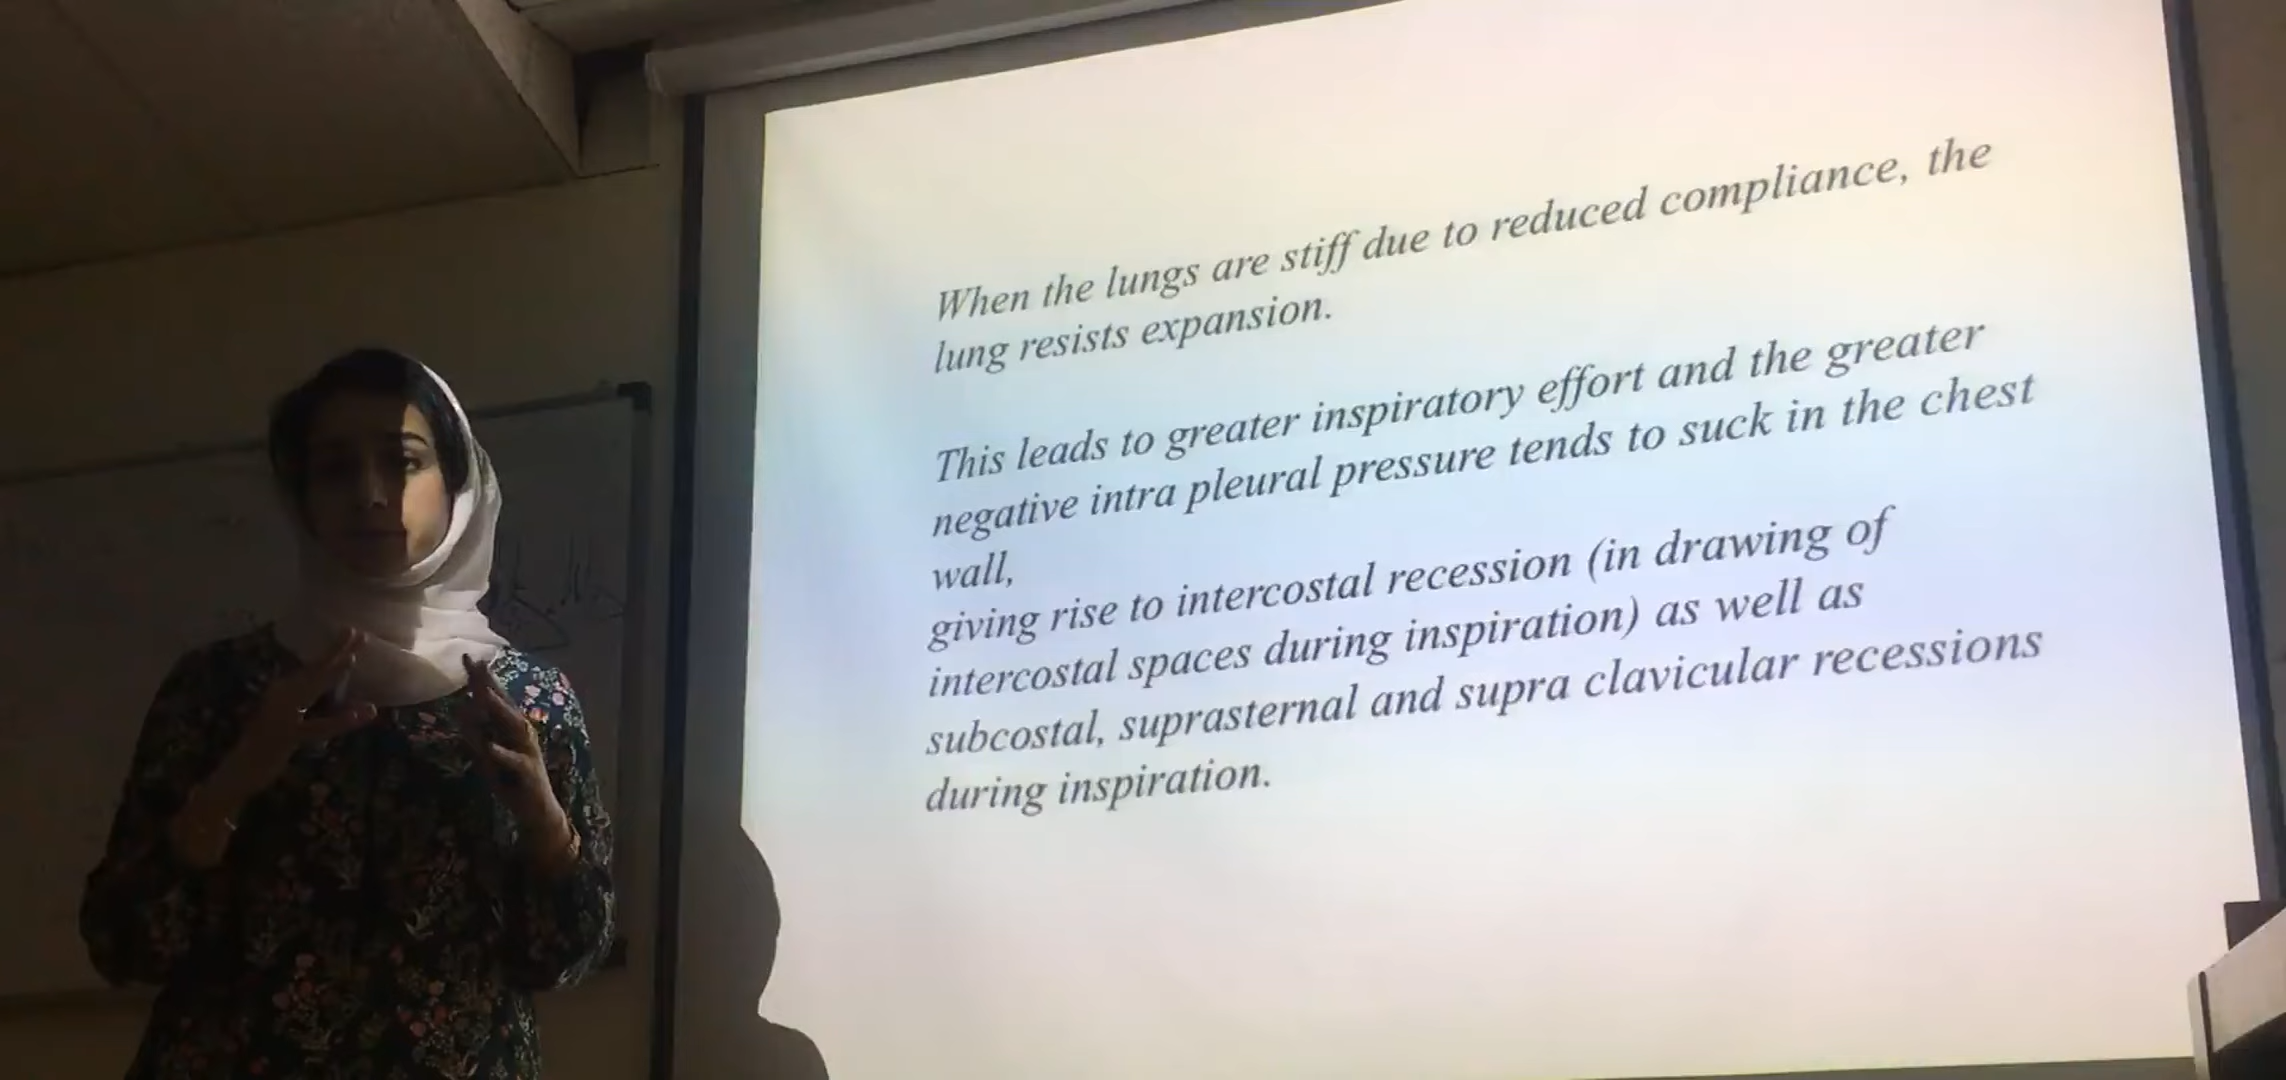 When the lungs are stiff due to reduced compliance, the
lung resists expansion.
This leads to greater inspiratory effort and the greater
negative intra pleural pressure tends to suck in the chest
wall,
giving rise to intercostal recession (in drawing of
intercostal spaces during inspiration) as well as
subcostal, suprasternal and supra clavicular recessions
during inspiration.